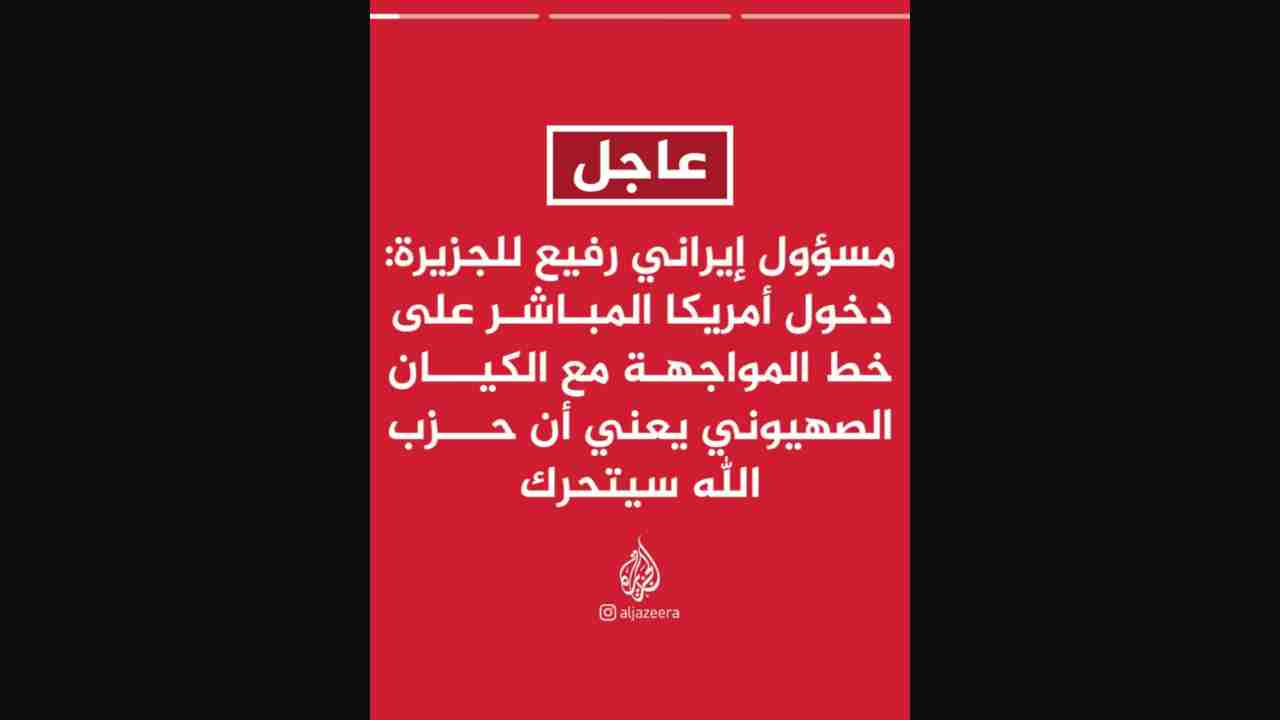 عاجل
مسؤول إيراني رفيع للجزيرة:
دخول أمريكا المباشر على
خط المواجهة مع الكيان
الصهيوني يعني أن حزب
الله سيتحرك
الجزيرة
aljazeera